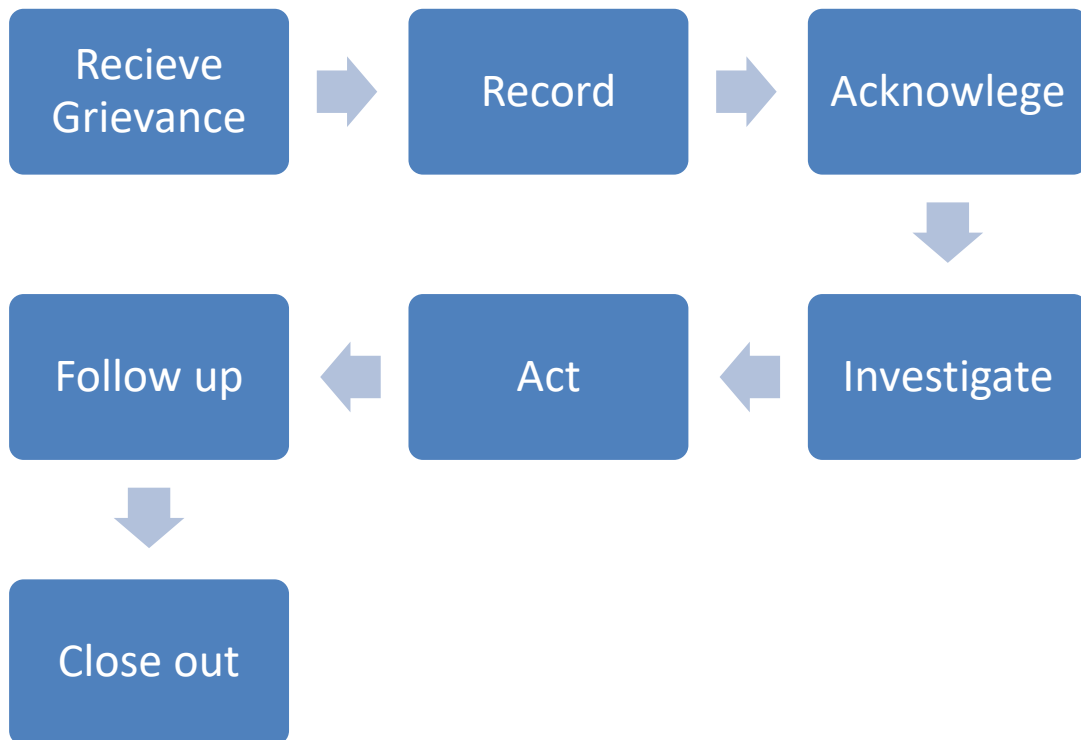 Recieve
Grievance
Record
Acknowlege
Investigate
Act
Follow up
Close out